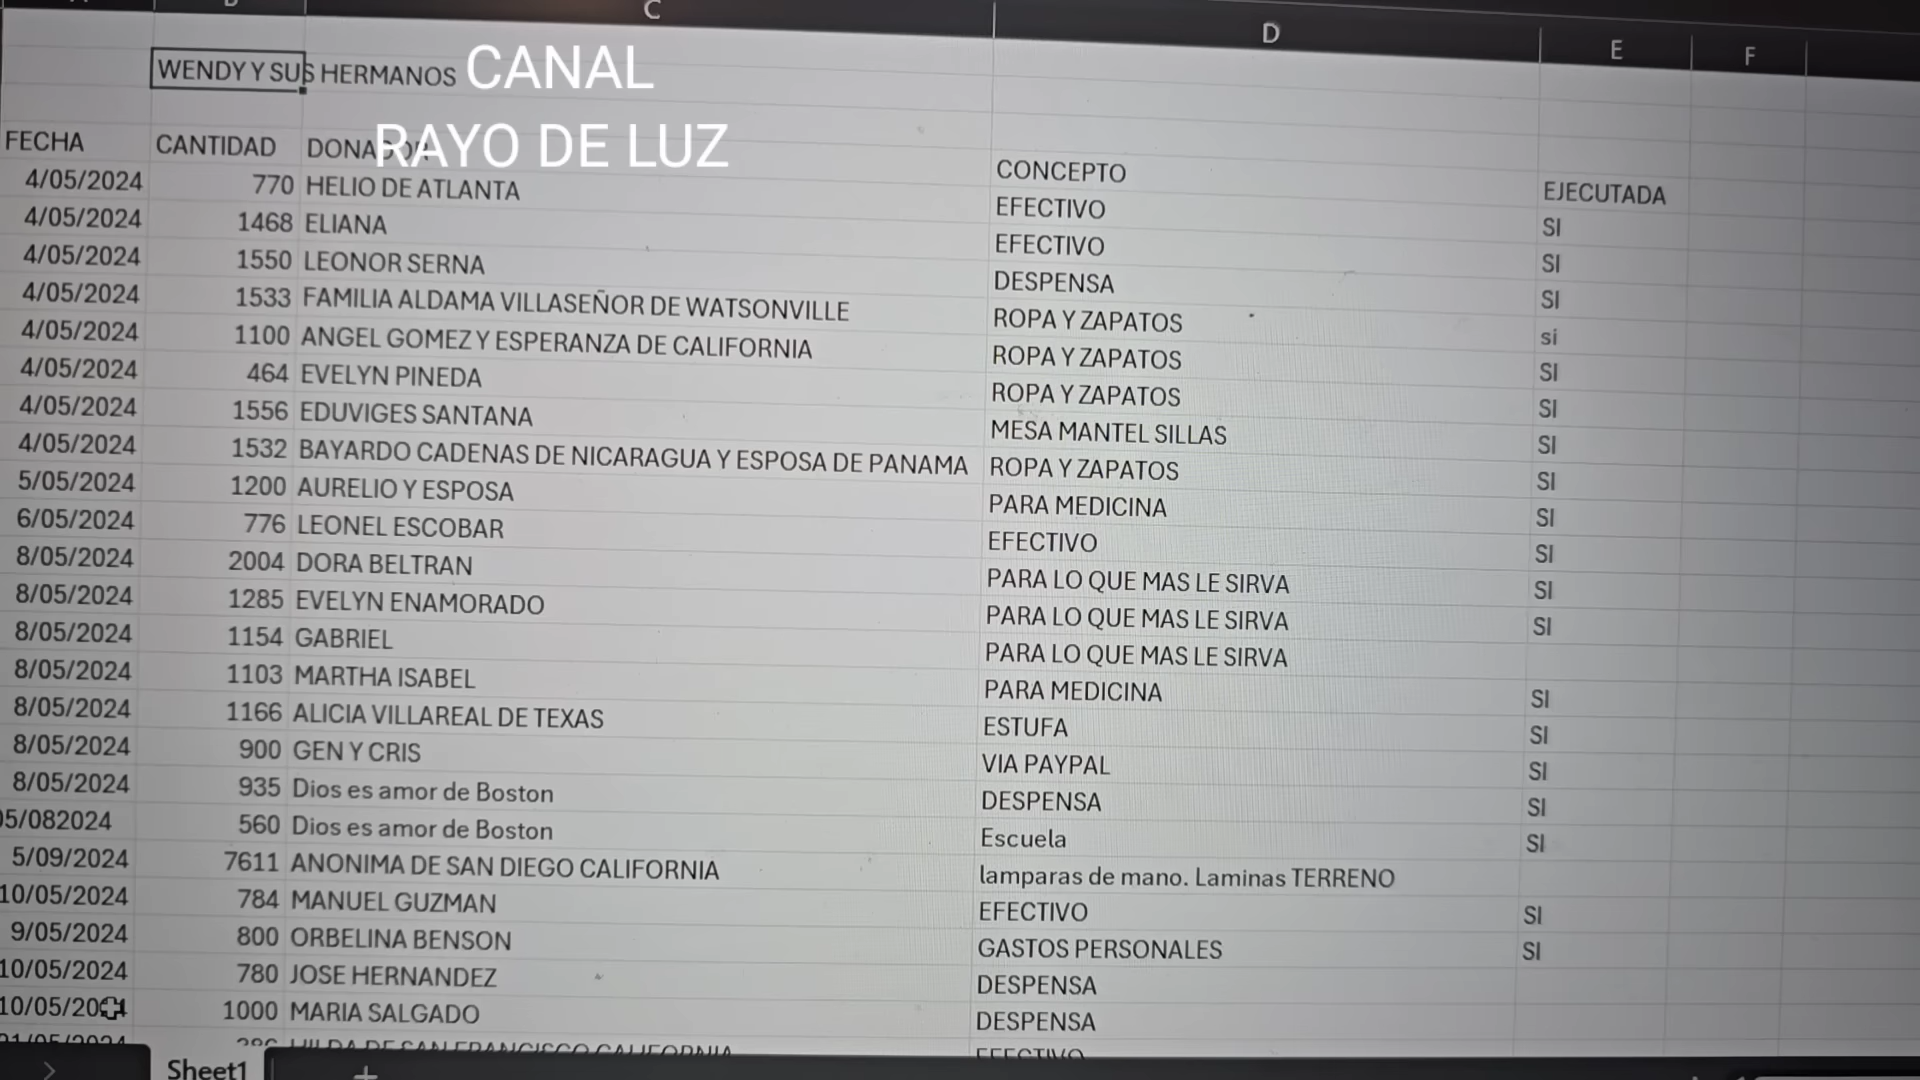 A B C D E F
WENDY Y SUS HERMANOS CANAL
RAYO DE LUZ
FECHA CANTIDAD DONADOR CONCEPTO EJECUTADA
4/05/2024 770 HELIO DE ATLANTA EFECTIVO SI
4/05/2024 1468 ELIANA EFECTIVO SI
4/05/2024 1550 LEONOR SERNA DESPENSA SI
4/05/2024 1533 FAMILIA ALDAMA VILLASEÑOR DE WATSONVILLE ROPA Y ZAPATOS si
4/05/2024 1100 ANGEL GOMEZ Y ESPERANZA DE CALIFORNIA ROPA Y ZAPATOS SI
4/05/2024 464 EVELYN PINEDA ROPA Y ZAPATOS SI
4/05/2024 1556 EDUVIGES SANTANA MESA MANTEL SILLAS SI
4/05/2024 1532 BAYARDO CADENAS DE NICARAGUA Y ESPOSA DE PANAMA ROPA Y ZAPATOS SI
5/05/2024 1200 AURELIO Y ESPOSA PARA MEDICINA SI
6/05/2024 776 LEONEL ESCOBAR EFECTIVO SI
8/05/2024 2004 DORA BELTRAN PARA LO QUE MAS LE SIRVA SI
8/05/2024 1285 EVELYN ENAMORADO PARA LO QUE MAS LE SIRVA SI
8/05/2024 1154 GABRIEL PARA LO QUE MAS LE SIRVA
8/05/2024 1103 MARTHA ISABEL PARA MEDICINA SI
8/05/2024 1166 ALICIA VILLAREAL DE TEXAS ESTUFA SI
8/05/2024 900 GEN Y CRIS VIA PAYPAL SI
8/05/2024 935 Dios es amor de Boston DESPENSA SI
05/082024 560 Dios es amor de Boston Escuela SI
5/09/2024 7611 ANONIMA DE SAN DIEGO CALIFORNIA lamparas de mano. Laminas TERRENO
10/05/2024 784 MANUEL GUZMAN EFECTIVO SI
9/05/2024 800 ORBELINA BENSON GASTOS PERSONALES SI
10/05/2024 780 JOSE HERNANDEZ DESPENSA
10/05/2024 1000 MARIA SALGADO DESPENSA
HILDA DE SAN FRANCISCO CALIFORNIA EFECTIVO
Sheet1